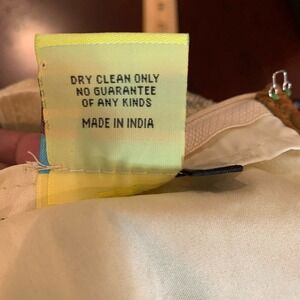 DRY CLEAN ONLY
NO GUARANTEE
OF ANY KINDS
MADE IN INDIA